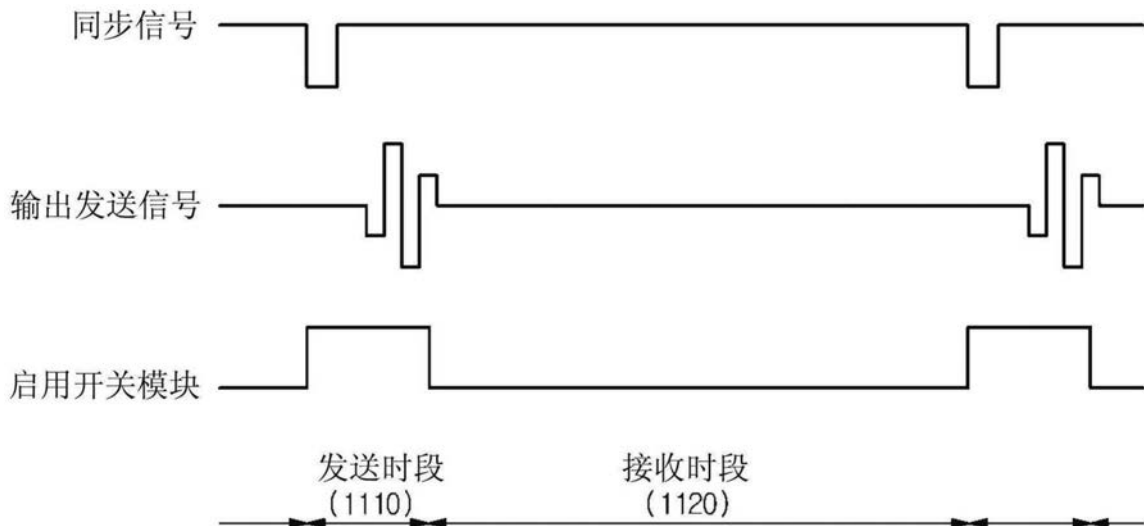 同步信号
输出发送信号
启用开关模块
发送时段
(1110)
接收时段
(1120)